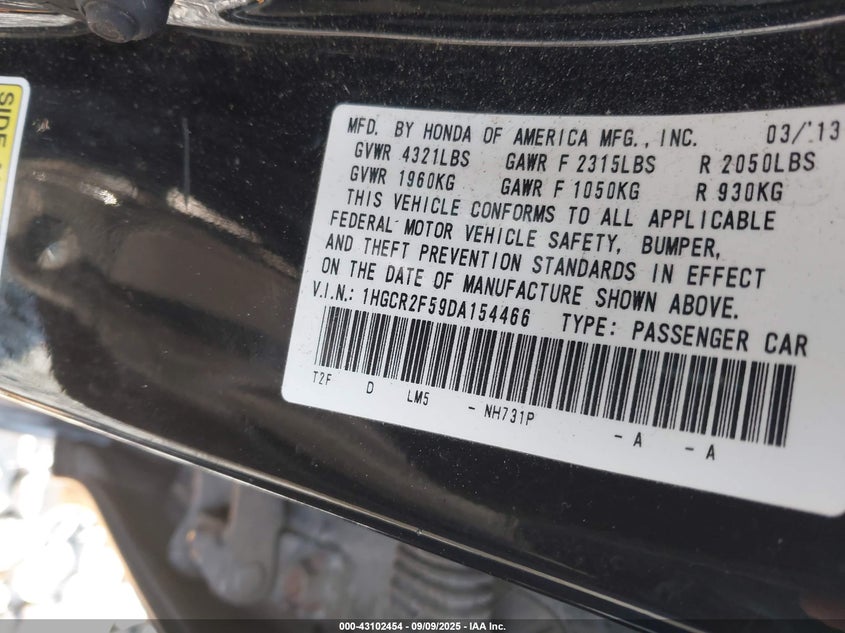 SIDE
MFD. BY HONDA OF AMERICA MFG., INC. 03/'13
GVWR 4321LBS GAWR F 2315LBS R 2050LBS
GVWR 1960KG GAWR F 1050KG R 930KG
THIS VEHICLE CONFORMS TO ALL APPLICABLE
FEDERAL MOTOR VEHICLE SAFETY, BUMPER,
AND THEFT PREVENTION STANDARDS IN EFFECT
ON THE DATE OF MANUFACTURE SHOWN ABOVE.
V.I.N.: 1HGCR2F59DA154466 TYPE: PASSENGER CAR
T2F D LM5 - NH731P - A - A
000-43102454 - 09/09/2025 - IAA Inc.